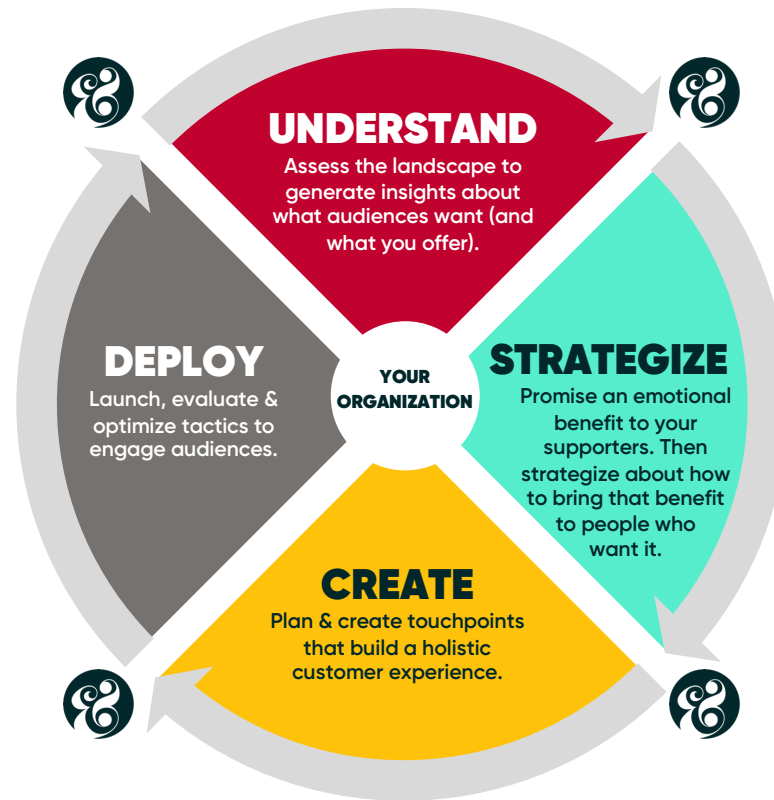 UNDERSTAND
Assess the landscape to
generate insights about
what audiences want (and
what you offer).
STRATEGIZE
Promise an emotional
benefit to your
supporters. Then
strategize about how
to bring that benefit
to people who
want it.
CREATE
Plan & create touchpoints
that build a holistic
customer experience.
DEPLOY
Launch, evaluate &
optimize tactics to
engage audiences.
YOUR
ORGANIZATION